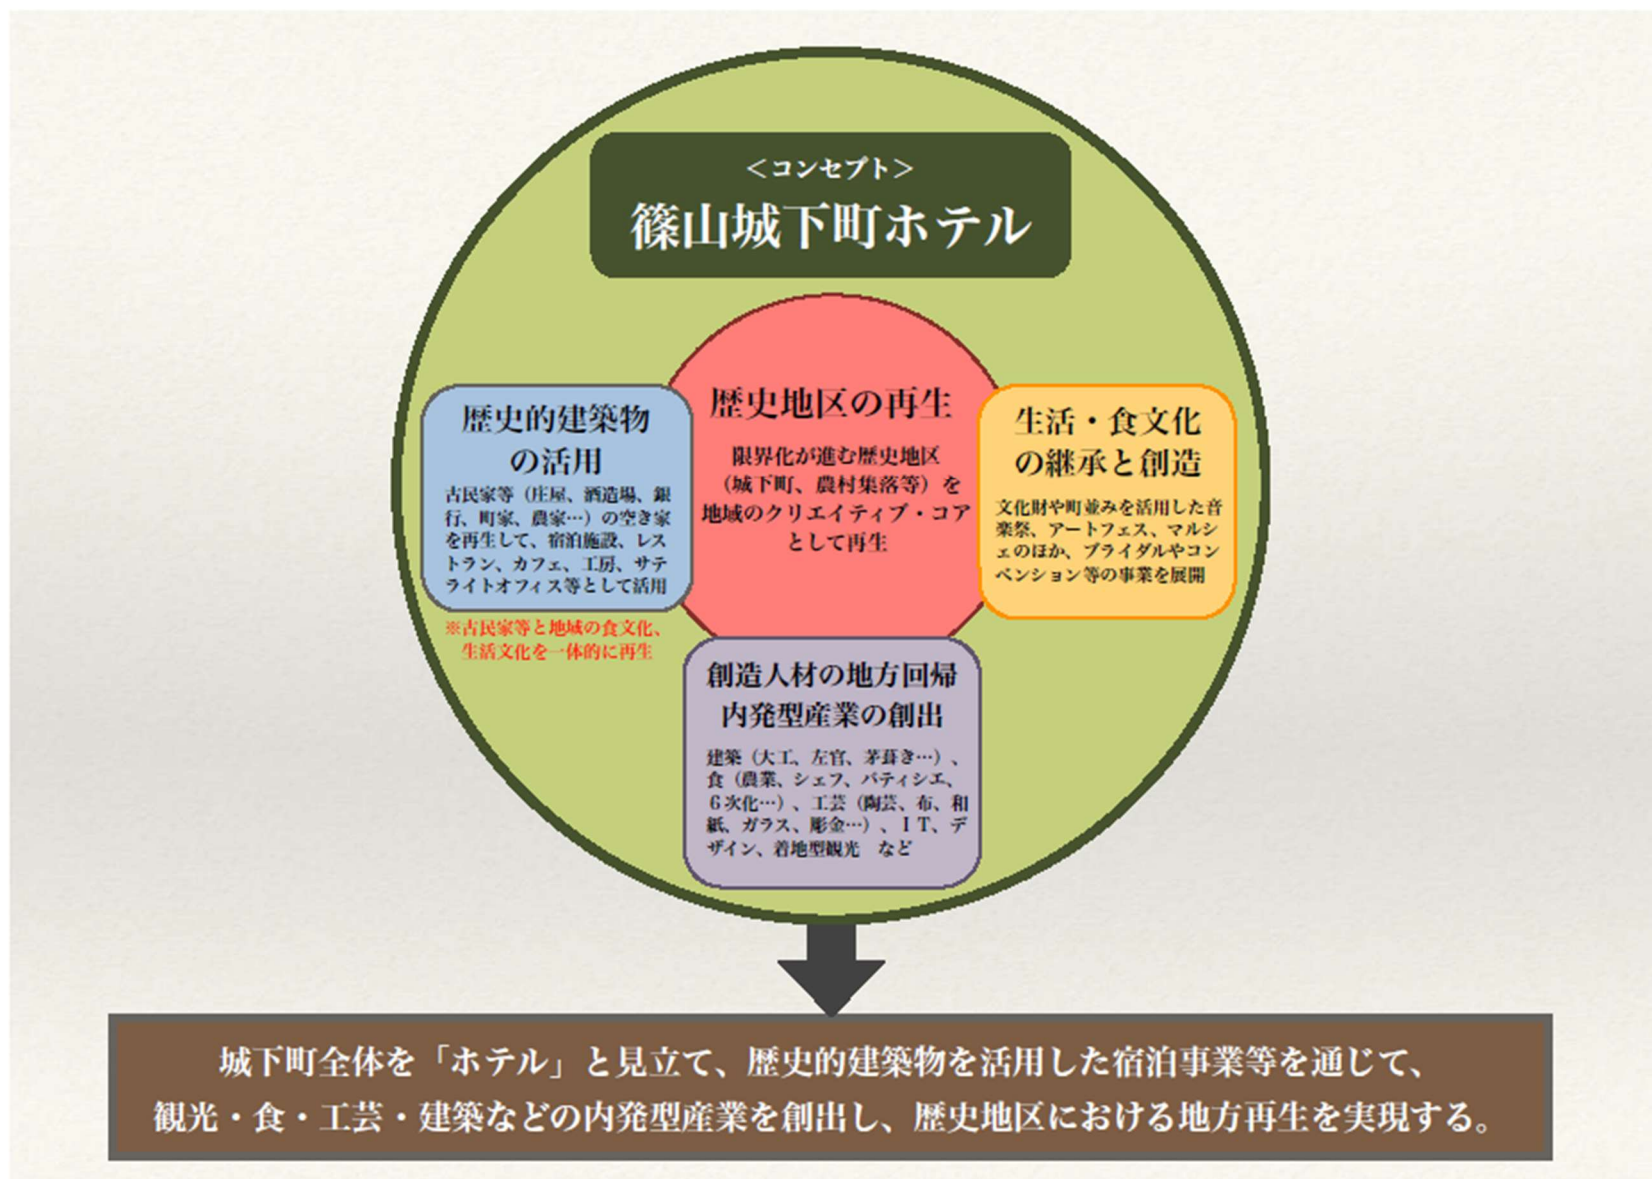 ＜コンセプト＞
篠山城下町ホテル
歴史地区の再生
限界化が進む歴史地区
（城下町、農村集落等）を
地域のクリエイティブ・コア
として再生
歴史的建築物
の活用
古民家等（庄屋、酒造場、銀
行、町家、農家…）の空き家
を再生して、宿泊施設、レス
トラン、カフェ、工房、サテ
ライトオフィス等として活用
※古民家等と地域の食文化、
生活文化を一体的に再生
生活・食文化
の継承と創造
文化財や町並みを活用した音
楽祭、アートフェス、マルシ
ェのほか、ブライダルやコン
ベンション等の事業を展開
創造人材の地方回帰
内発型産業の創出
建築（大工、左官、茅葺き…）、
食（農業、シェフ、パティシエ、
６次化…）、工芸（陶芸、布、和
紙、ガラス、彫金…）、ＩＴ、デ
ザイン、着地型観光　など
城下町全体を「ホテル」と見立て、歴史的建築物を活用した宿泊事業等を通じて、
観光・食・工芸・建築などの内発型産業を創出し、歴史地区における地方再生を実現する。